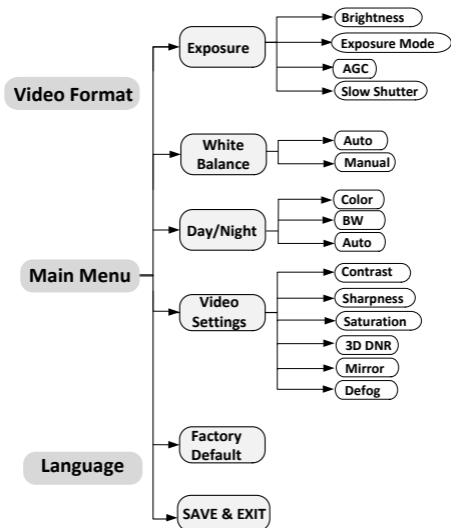 Video Format
Main Menu
Language
Exposure
Brightness
Exposure Mode
AGC
Slow Shutter
White
Balance
Auto
Manual
Day/Night
Color
BW
Auto
Video
Settings
Contrast
Sharpness
Saturation
3D DNR
Mirror
Defog
Factory
Default
SAVE & EXIT